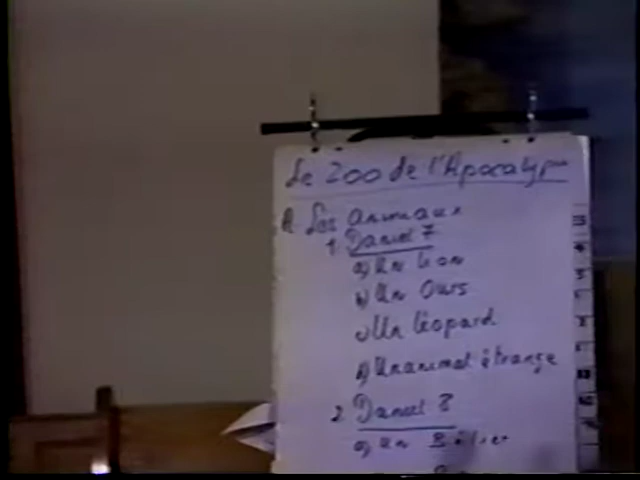 Le Zoo de l'Apocalypse
A. Les animaux
1. Daniel 7
a) Un lion
b) Un Ours
c) Un léopard
d) Un animal étrange
2. Daniel 8
a) Un Bélier